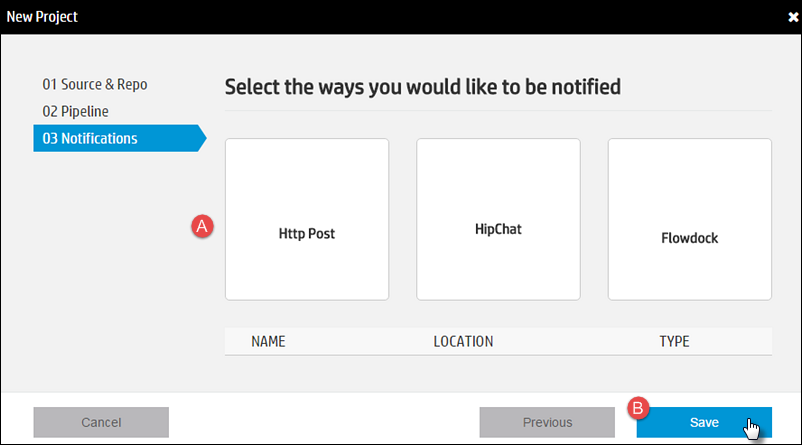 New Project
01 Source & Repo
02 Pipeline
03 Notifications
Select the ways you would like to be notified
A
Http Post
HipChat
Flowdock
NAME LOCATION TYPE
Cancel
Previous
B
Save